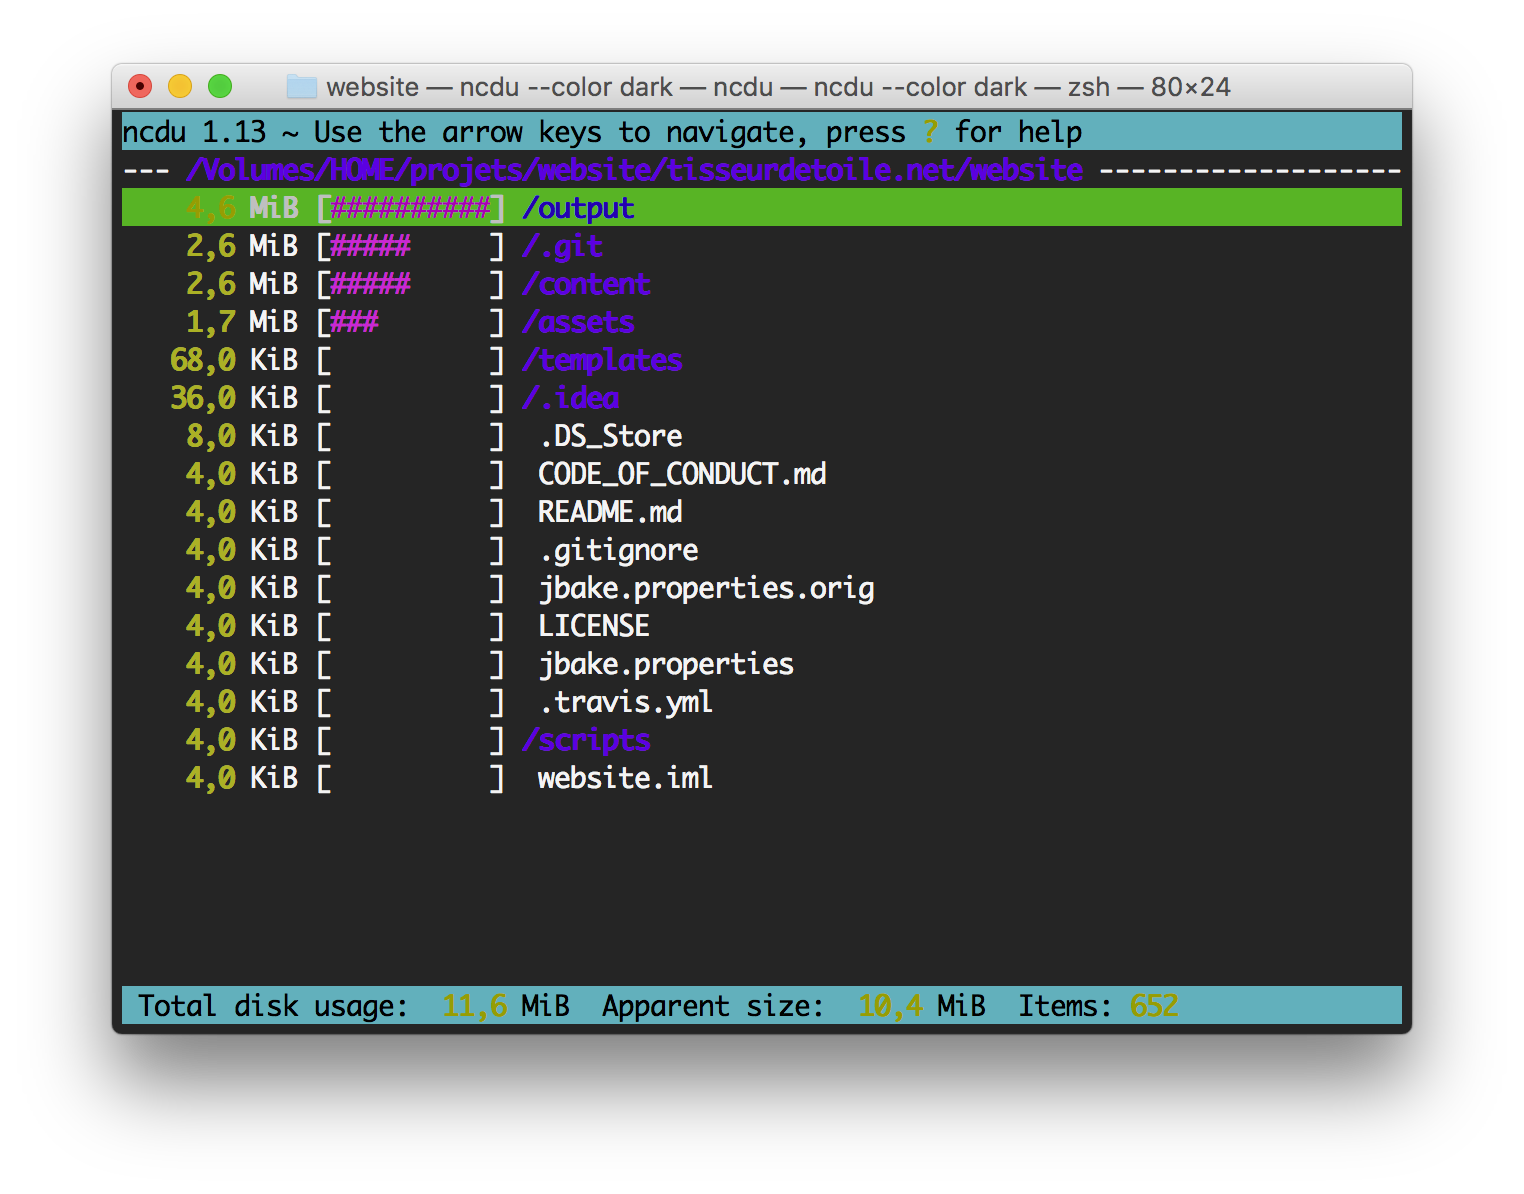 website — ncdu --color dark — ncdu — ncdu --color dark — zsh — 80×24
ncdu 1.13 ~ Use the arrow keys to navigate, press ? for help
--- /Volumes/HOME/projets/website/tisseurdetoile.net/website -------------------
4,6 MiB [##########] /output
2,6 MiB [#####     ] /.git
2,6 MiB [#####     ] /content
1,7 MiB [###       ] /assets
68,0 KiB [          ] /templates
36,0 KiB [          ] /.idea
8,0 KiB [          ]  .DS_Store
4,0 KiB [          ]  CODE_OF_CONDUCT.md
4,0 KiB [          ]  README.md
4,0 KiB [          ]  .gitignore
4,0 KiB [          ]  jbake.properties.orig
4,0 KiB [          ]  LICENSE
4,0 KiB [          ]  jbake.properties
4,0 KiB [          ]  .travis.yml
4,0 KiB [          ] /scripts
4,0 KiB [          ]  website.iml
Total disk usage:  11,6 MiB  Apparent size:  10,4 MiB  Items: 652